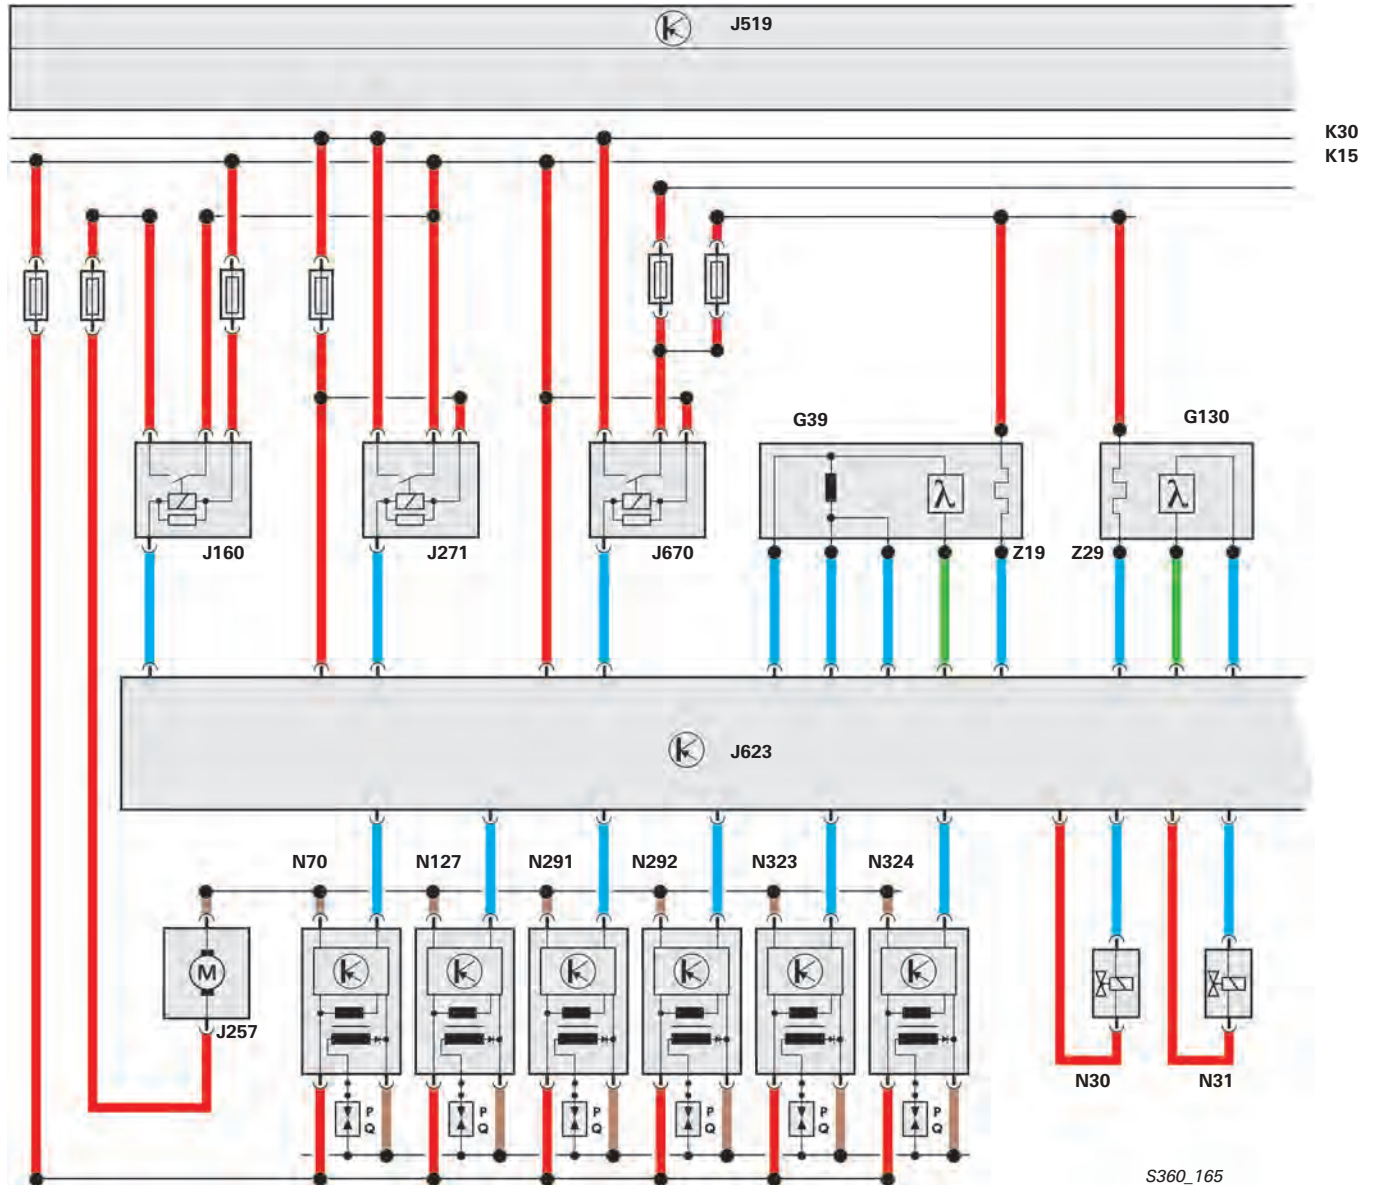 J519
K30
K15
G39
G130
J160
J271
J670
Z19
Z29
J623
N70
N127
N291
N292
N323
N324
M
J257
λ
λ
N30
N31
P
Q
P
Q
P
Q
P
Q
P
Q
P
Q
S360_165